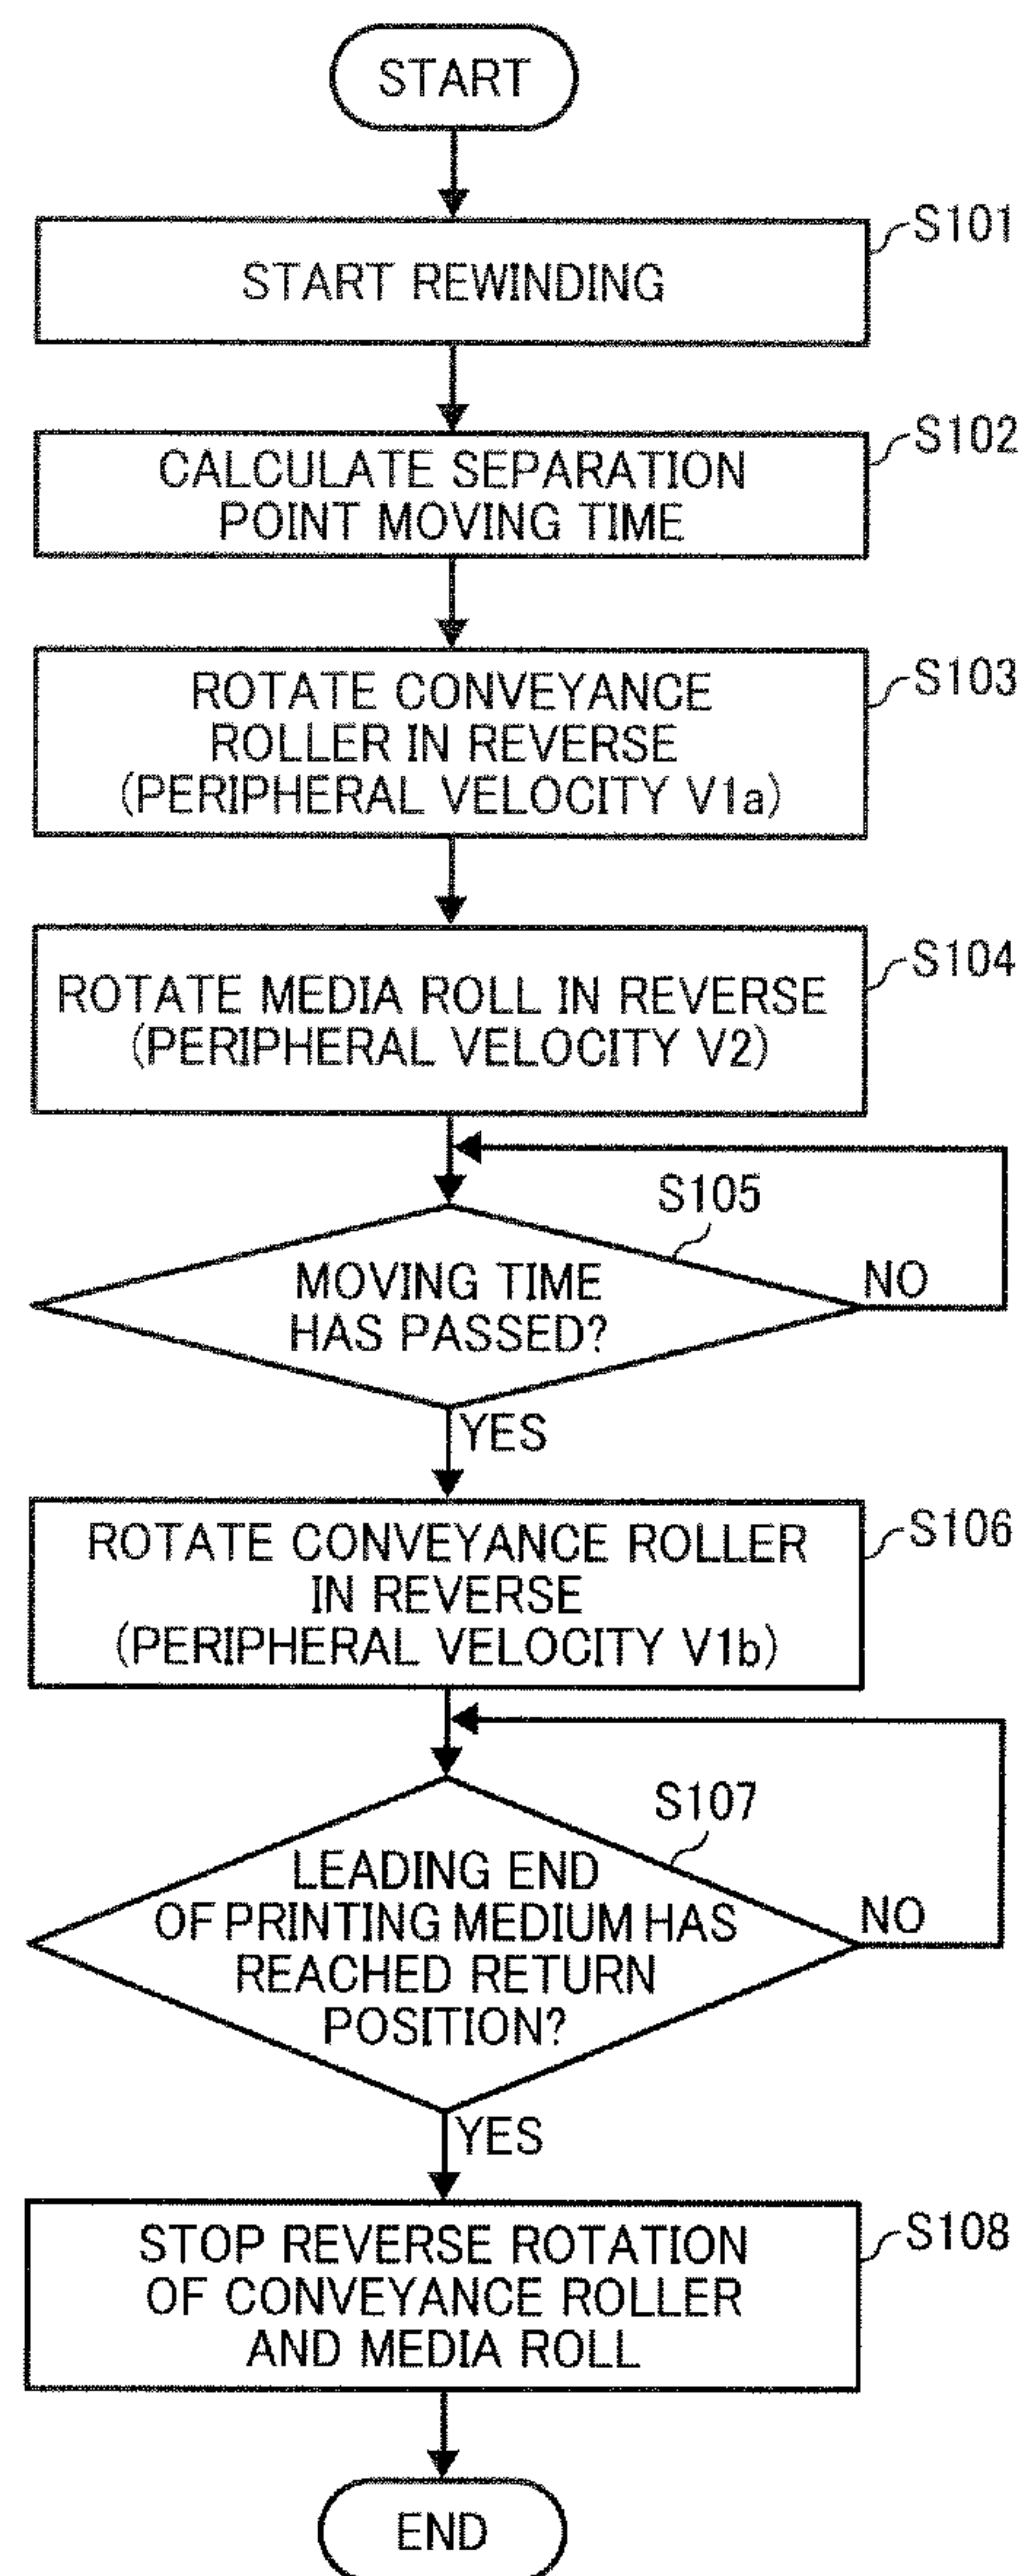 START
S101
START REWINDING
S102
CALCULATE SEPARATION
POINT MOVING TIME
S103
ROTATE CONVEYANCE
ROLLER IN REVERSE
(PERIPHERAL VELOCITY V1a)
S104
ROTATE MEDIA ROLL IN REVERSE
(PERIPHERAL VELOCITY V2)
S105
MOVING TIME
HAS PASSED?
NO
YES
S106
ROTATE CONVEYANCE ROLLER
IN REVERSE
(PERIPHERAL VELOCITY V1b)
S107
LEADING END
OF PRINTING MEDIUM HAS
REACHED RETURN
POSITION?
NO
YES
S108
STOP REVERSE ROTATION
OF CONVEYANCE ROLLER
AND MEDIA ROLL
END